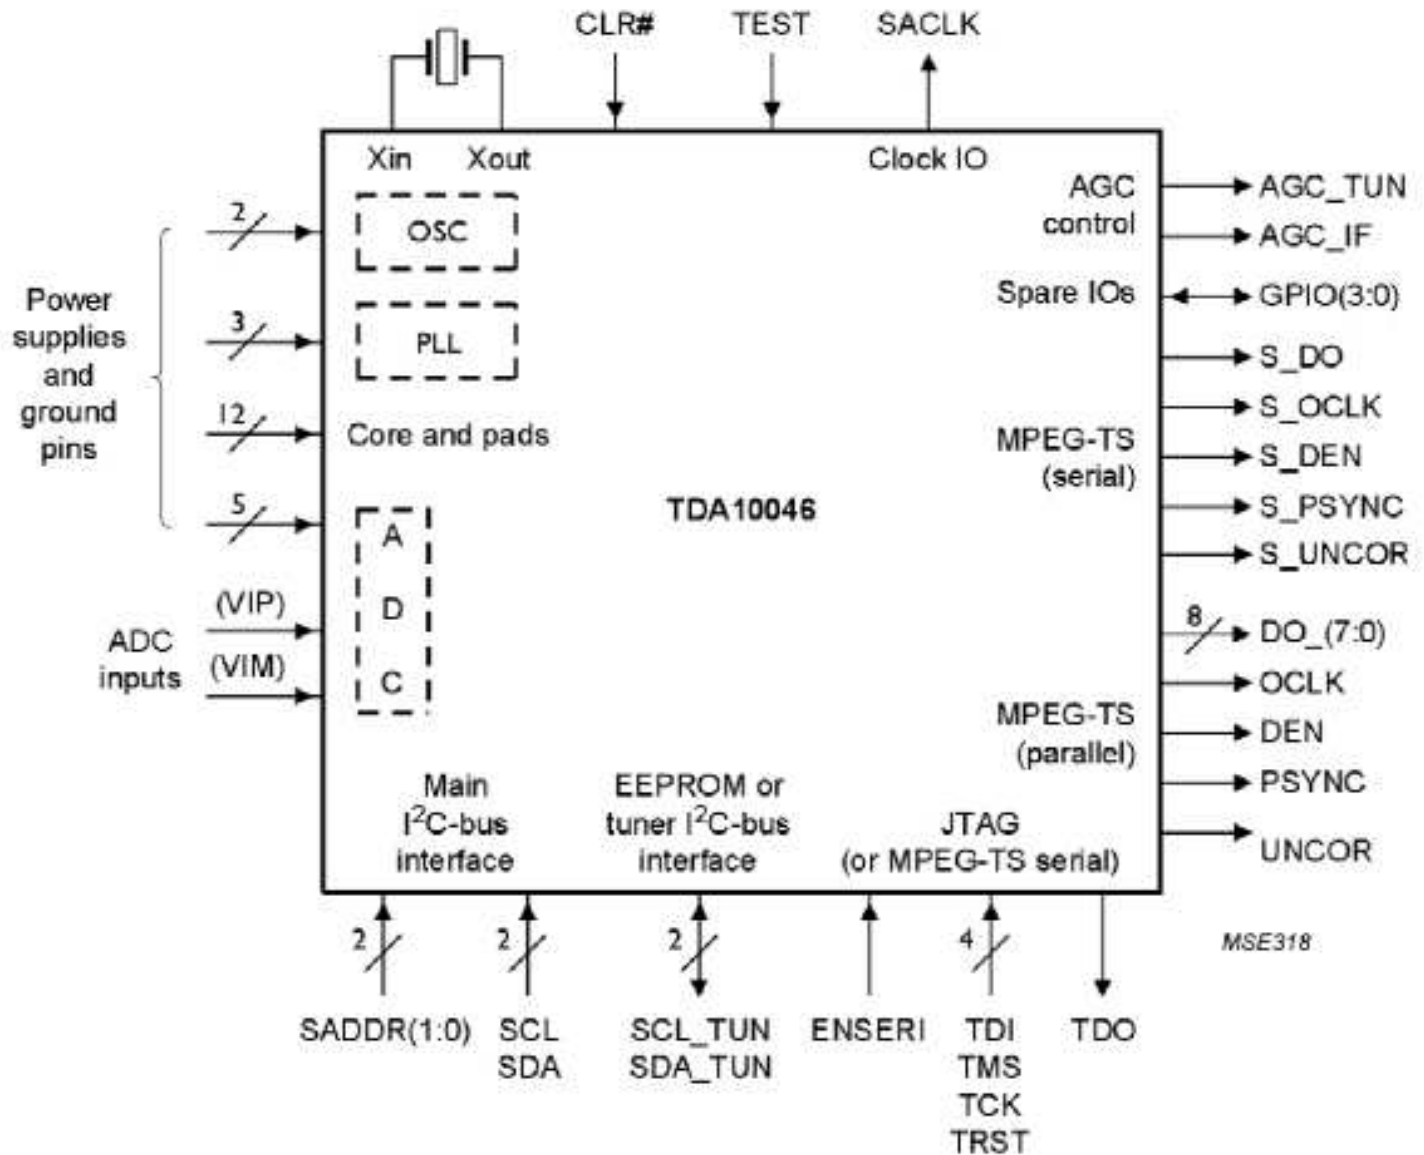 CLR# TEST SACLK
Xin Xout Clock IO
AGC
control
AGC_TUN
AGC_IF
Spare IOs GPIO(3:0)
2
OSC
3
PLL
12
Core and pads
5
Power
supplies
and
ground
pins
A
D
C
ADC
inputs
(VIP)
(VIM)
TDA10046
MPEG-TS
(serial)
S_DO
S_OCLK
S_DEN
S_PSYNC
S_UNCOR
MPEG-TS
(parallel)
8
DO_(7:0)
OCLK
DEN
PSYNC
UNCOR
Main
I²C-bus
interface
EEPROM or
tuner I²C-bus
interface
JTAG
(or MPEG-TS serial)
2 2 2 4
MSE318
SADDR(1:0)
SCL
SDA
SCL_TUN
SDA_TUN
ENSERI
TDI
TMS
TCK
TRST
TDO